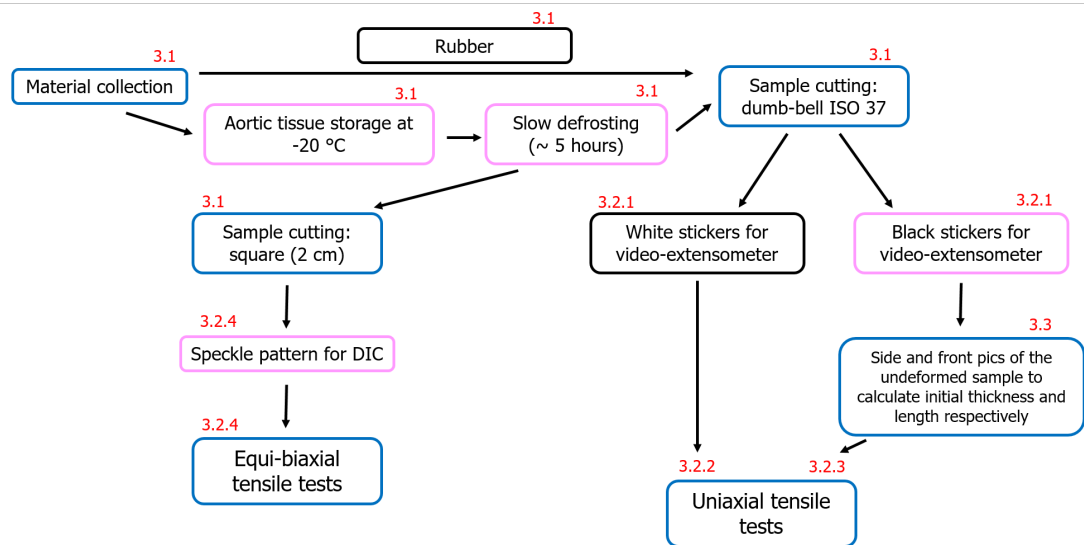 3.1
Rubber
3.1
Material collection
3.1
Sample cutting:
dumb-bell ISO 37
3.1
Aortic tissue storage at
-20 °C
3.1
Slow defrosting
(~ 5 hours)
3.1
Sample cutting:
square (2 cm)
3.2.1
White stickers for
video-extensometer
3.2.1
Black stickers for
video-extensometer
3.2.4
Speckle pattern for DIC
3.3
Side and front pics of the
undeformed sample to
calculate initial thickness and
length respectively
3.2.4
Equi-biaxial
tensile tests
3.2.2
3.2.3
Uniaxial tensile
tests